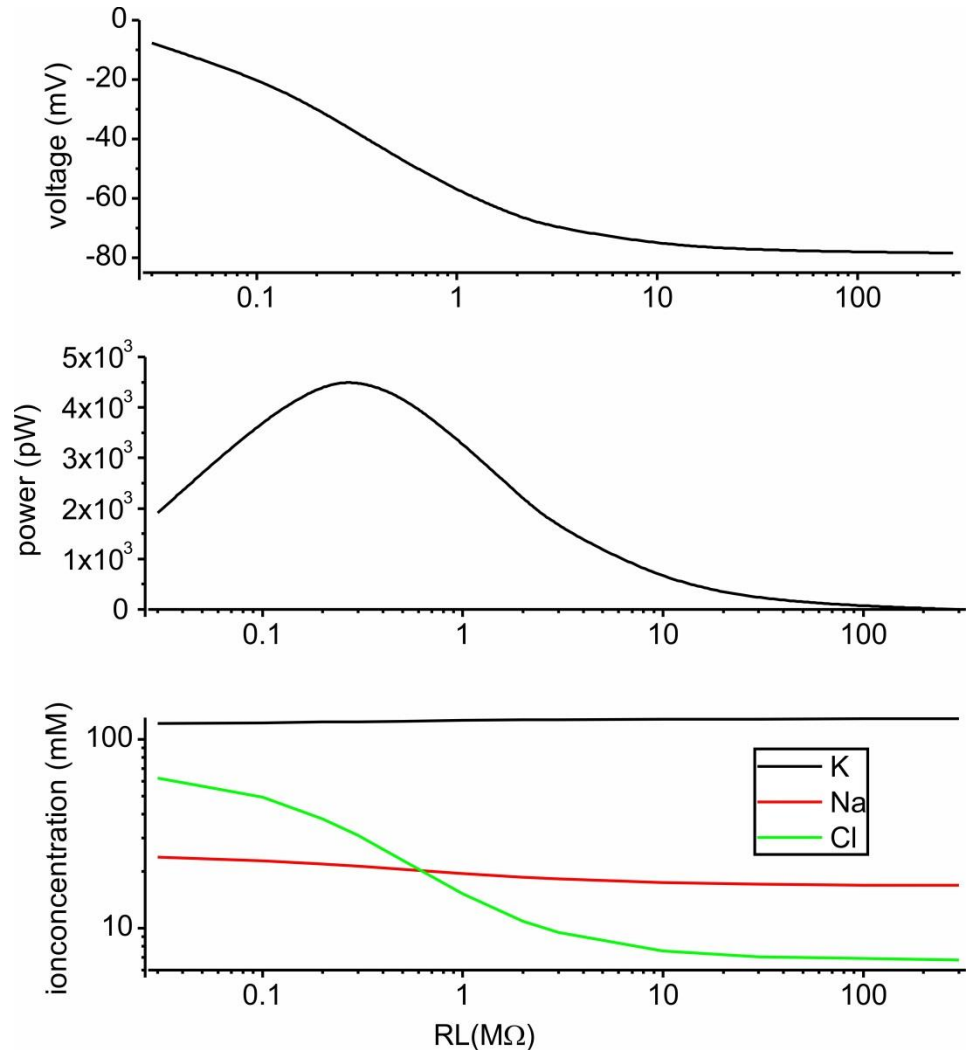 voltage (mV)
0
-20
-40
-60
-80
0.1 1 10 100
power (pW)
5x10³
4x10³
3x10³
2x10³
1x10³
0
0.1 1 10 100
ionconcentration (mM)
100
10
K
Na
Cl
0.1 1 10 100
RL(MΩ)